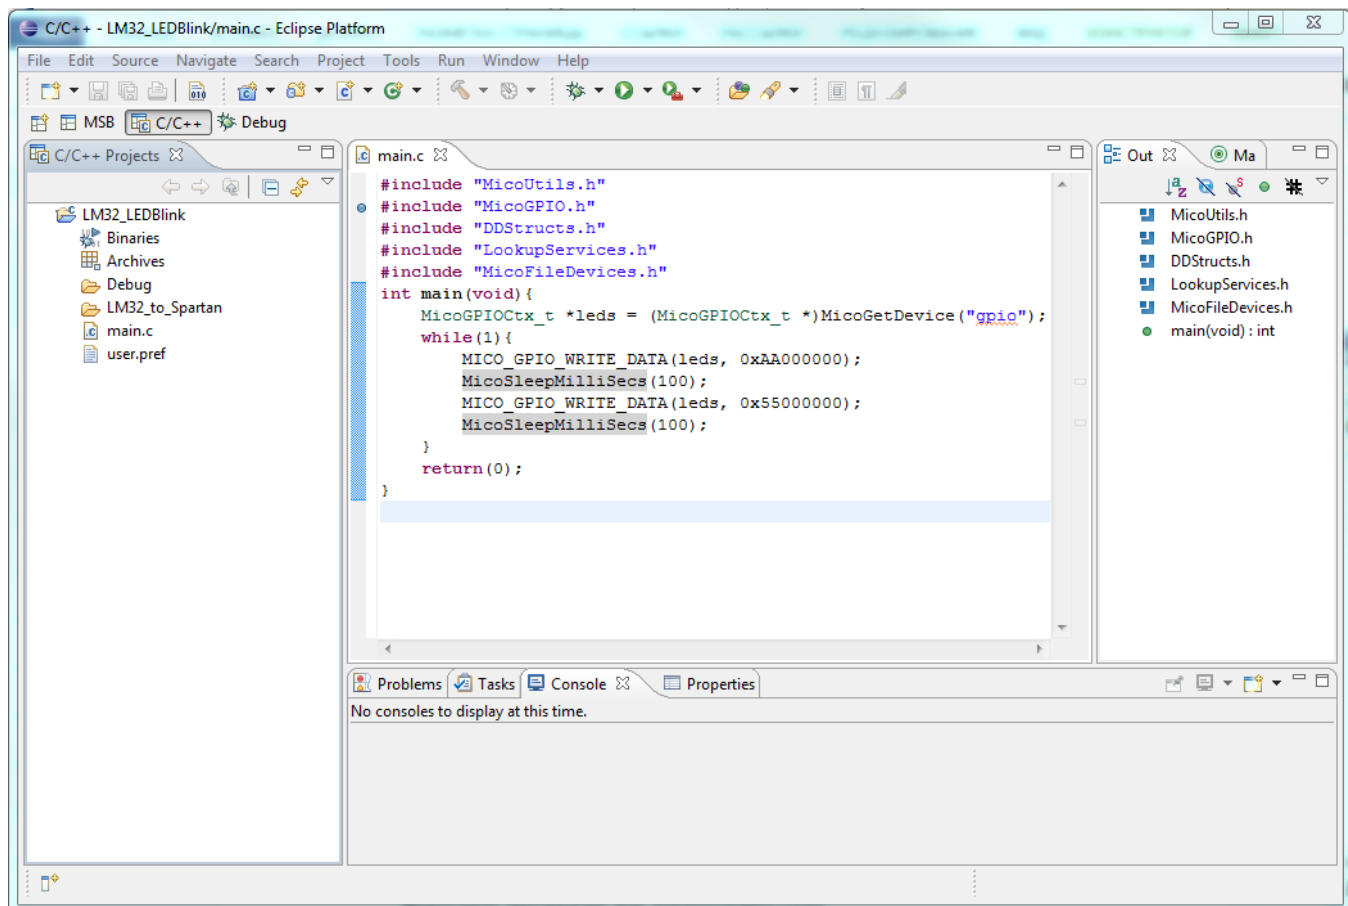 C/C++ - LM32_LEDBlink/main.c - Eclipse Platform
File Edit Source Navigate Search Project Tools Run Window Help
010
MSB C/C++ Debug
C/C++ Projects
LM32_LEDBlink
Binaries
Archives
Debug
LM32_to_Spartan
main.c
user.pref
main.c
#include "MicoUtils.h"
#include "MicoGPIO.h"
#include "DDStructs.h"
#include "LookupServices.h"
#include "MicoFileDevices.h"
int main(void){
    MicoGPIOCtx_t *leds = (MicoGPIOCtx_t *)MicoGetDevice("gpio");
    while(1){
        MICO_GPIO_WRITE_DATA(leds, 0xAA000000);
        MicoSleepMilliSecs(100);
        MICO_GPIO_WRITE_DATA(leds, 0x55000000);
        MicoSleepMilliSecs(100);
    }
    return(0);
}
Out Ma
MicoUtils.h
MicoGPIO.h
DDStructs.h
LookupServices.h
MicoFileDevices.h
main(void) : int
Problems Tasks Console Properties
No consoles to display at this time.